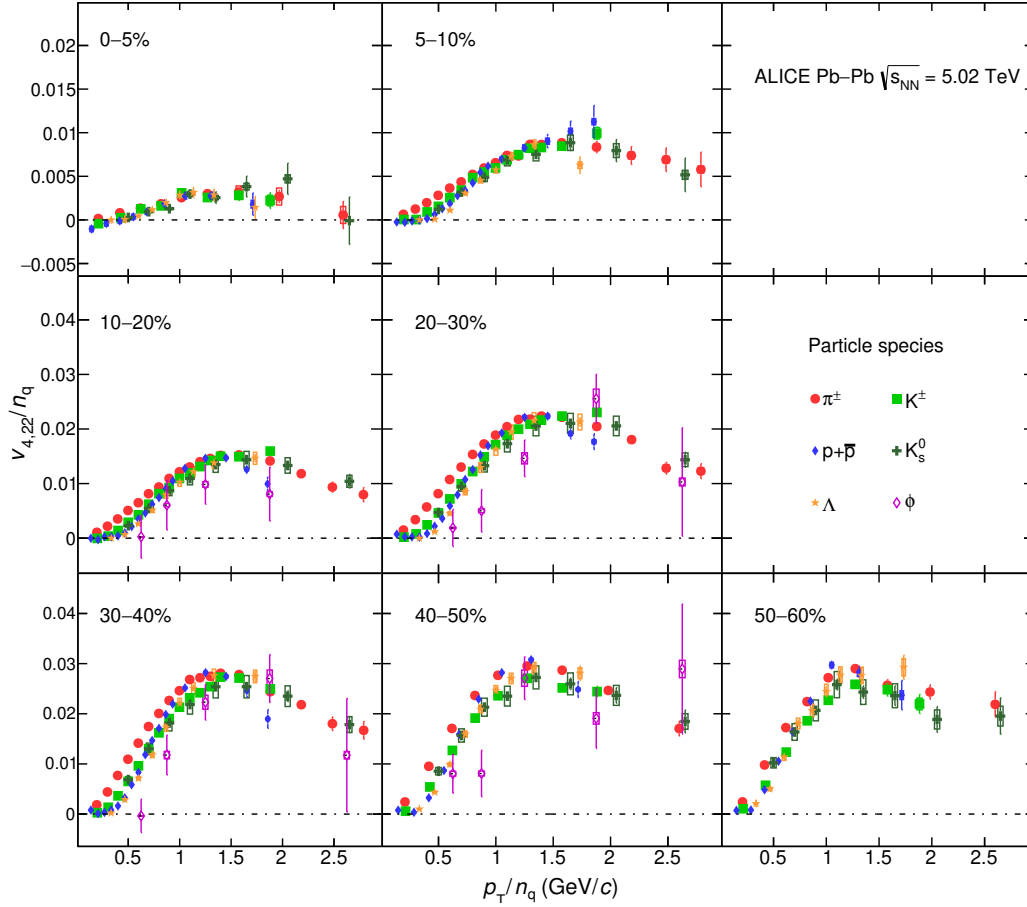 0−5%
5−10%
ALICE Pb−Pb √sNN = 5.02 TeV
0.02
0.015
0.01
0.005
0
−0.005
10−20%
20−30%
Particle species
π± K±
p+p̅ K0s
Λ ϕ
0.04
0.03
0.02
0.01
0
v4,22/nq
30−40%
40−50%
50−60%
0.04
0.03
0.02
0.01
0
0.5 1 1.5 2 2.5 0.5 1 1.5 2 2.5 0.5 1 1.5 2 2.5
pT/nq (GeV/c)